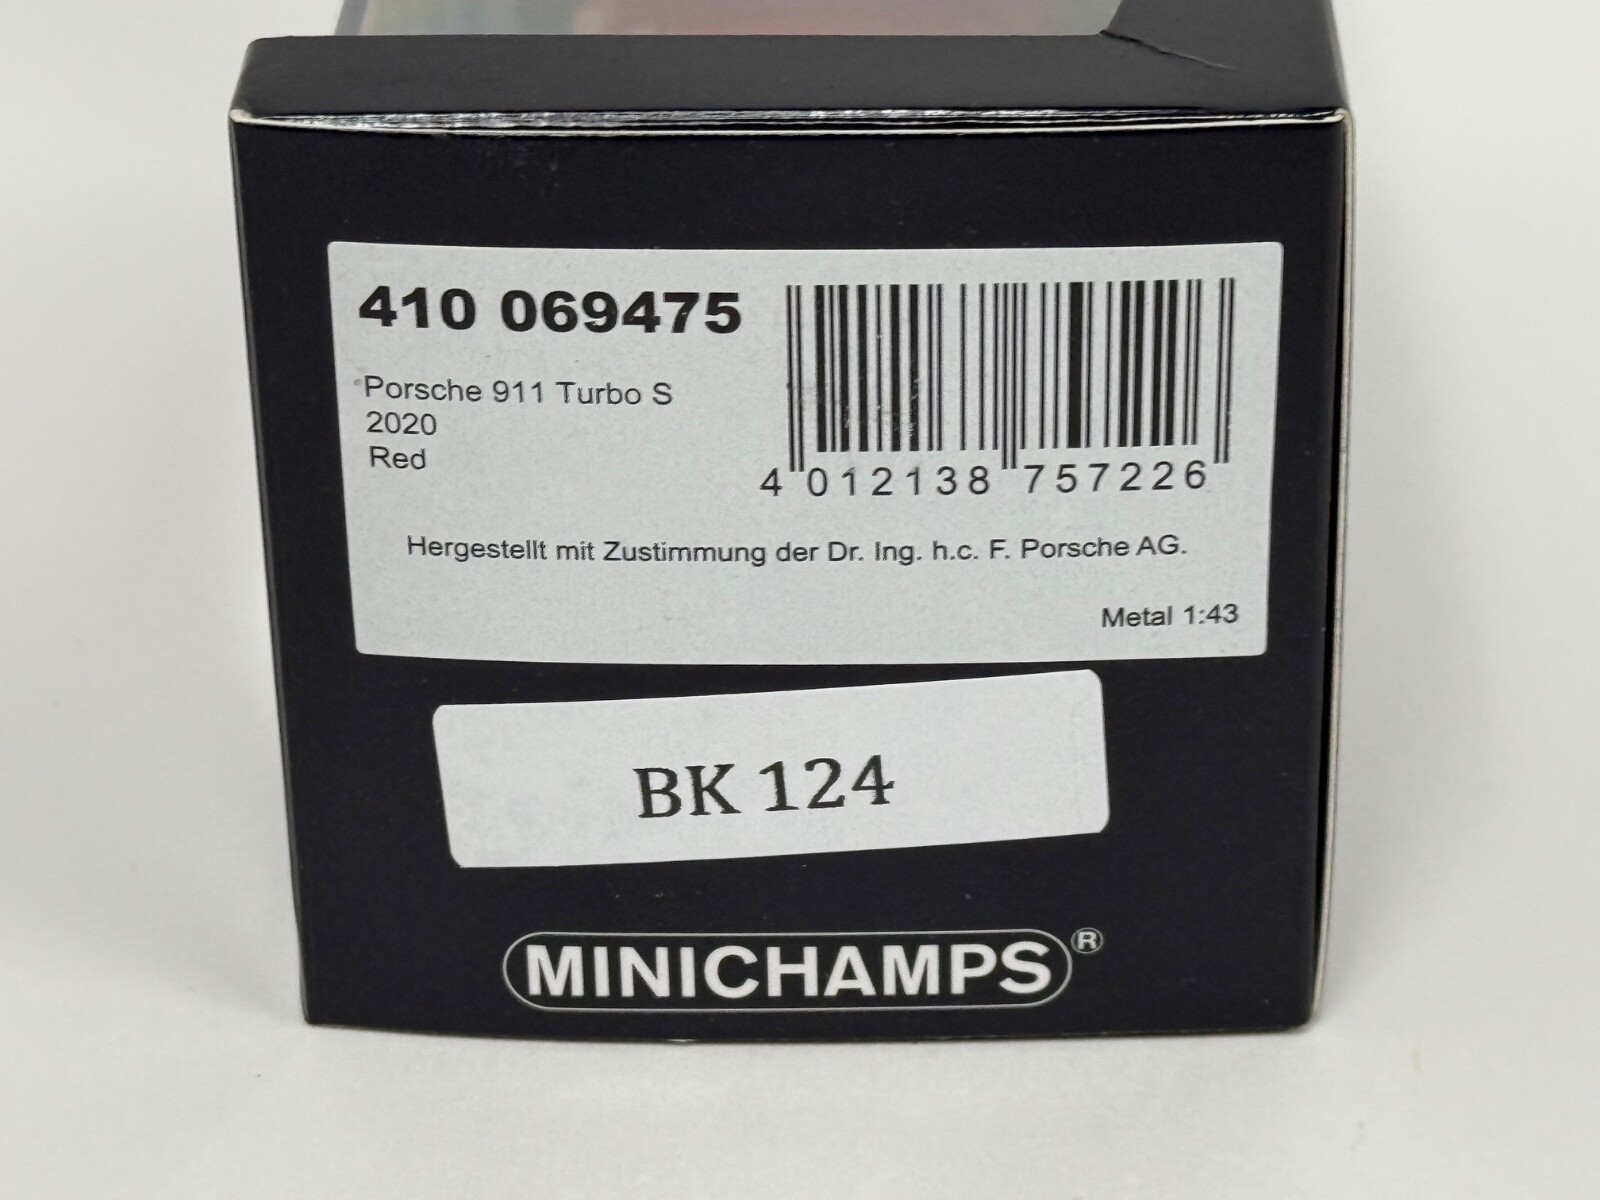 410 069475
Porsche 911 Turbo S
2020
Red
4 012138 757226
Hergestellt mit Zustimmung der Dr. Ing. h.c. F. Porsche AG.
Metal 1:43
BK 124
MINICHAMPS®